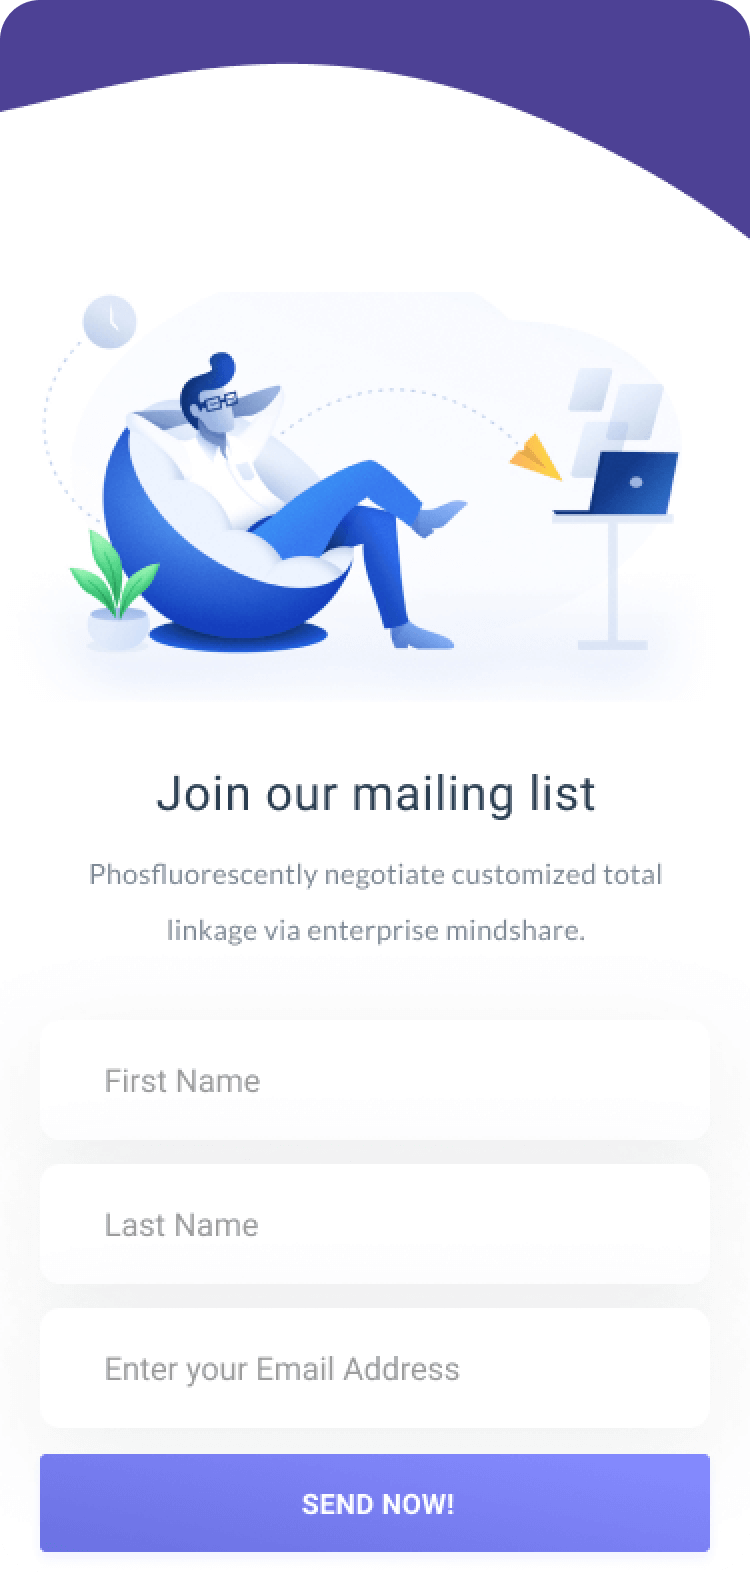 Join our mailing list
Phosfluorescently negotiate customized total
linkage via enterprise mindshare.
First Name
Last Name
Enter your Email Address
SEND NOW!